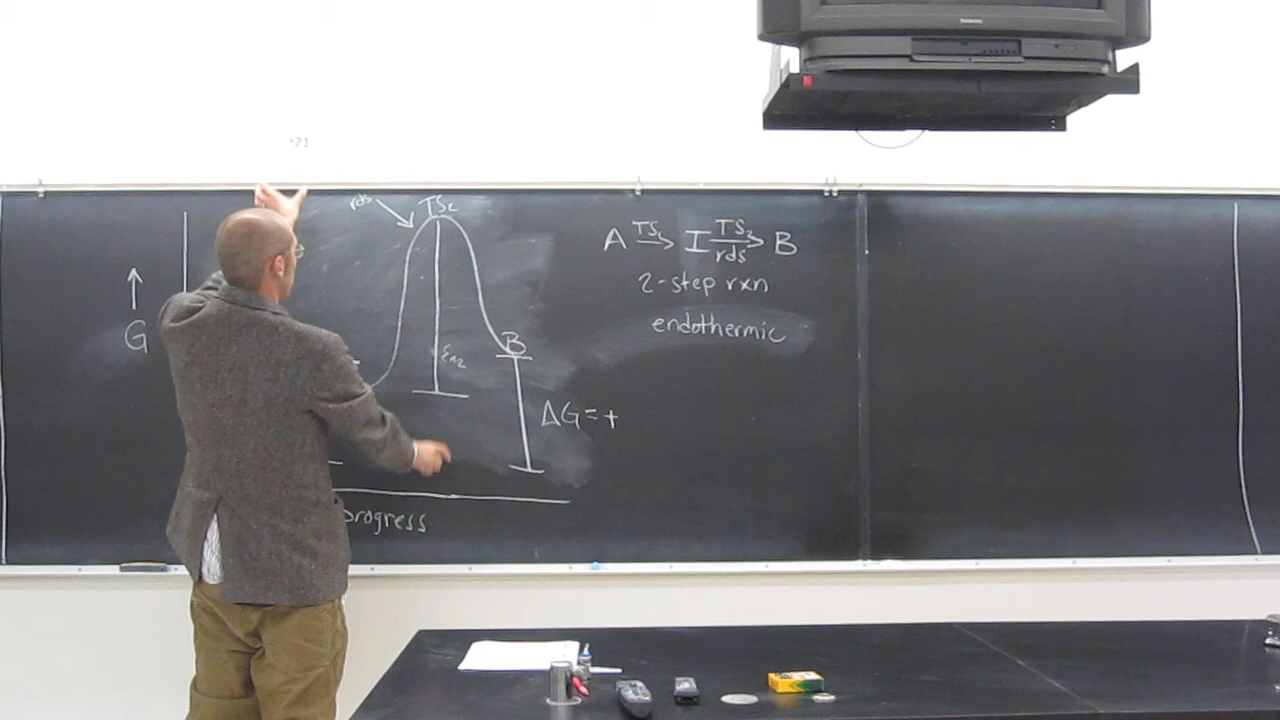 rds
TS2
A TS1 → I TS2 → rds B
2-step rxn
endothermic
↑
G
B
Ea2
ΔG = +
progress